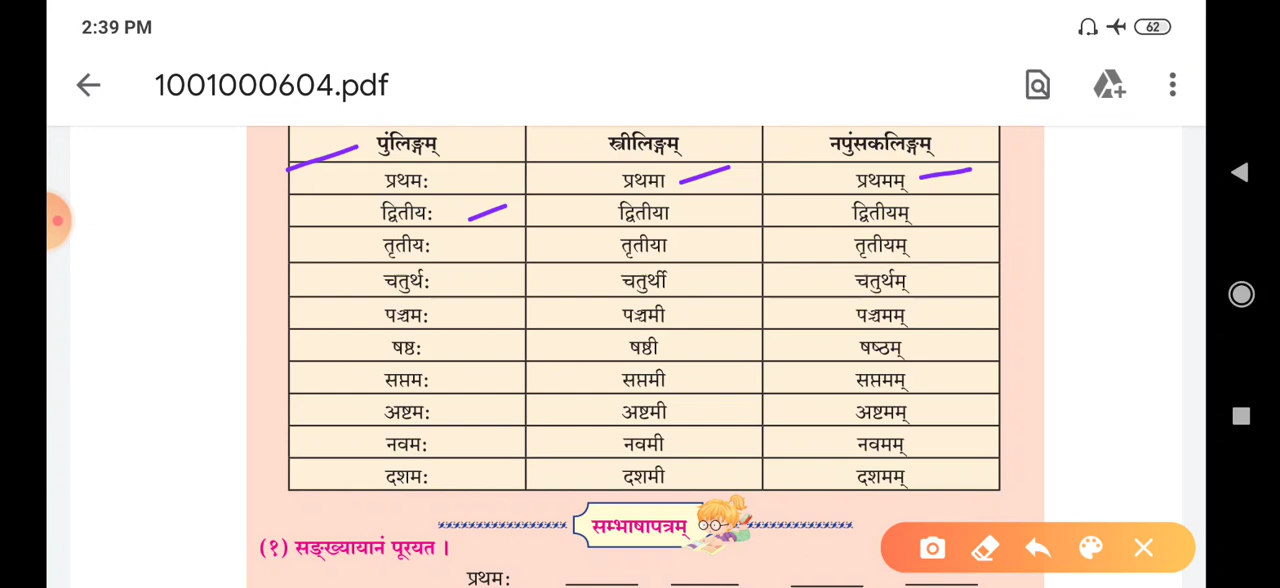 2:39 PM 62
1001000604.pdf
पुंलिङ्गम् स्त्रीलिङ्गम् नपुंसकलिङ्गम्
प्रथम: प्रथमा प्रथमम्
द्वितीय: द्वितीया द्वितीयम्
तृतीय: तृतीया तृतीयम्
चतुर्थ: चतुर्थी चतुर्थम्
पञ्चम: पञ्चमी पञ्चमम्
षष्ठ: षष्ठी षष्ठम्
सप्तम: सप्तमी सप्तमम्
अष्टम: अष्टमी अष्टमम्
नवम: नवमी नवमम्
दशम: दशमी दशमम्
सम्भाषापत्रम्
(१) सङ्ख्यायानं पूरयत ।
प्रथम: